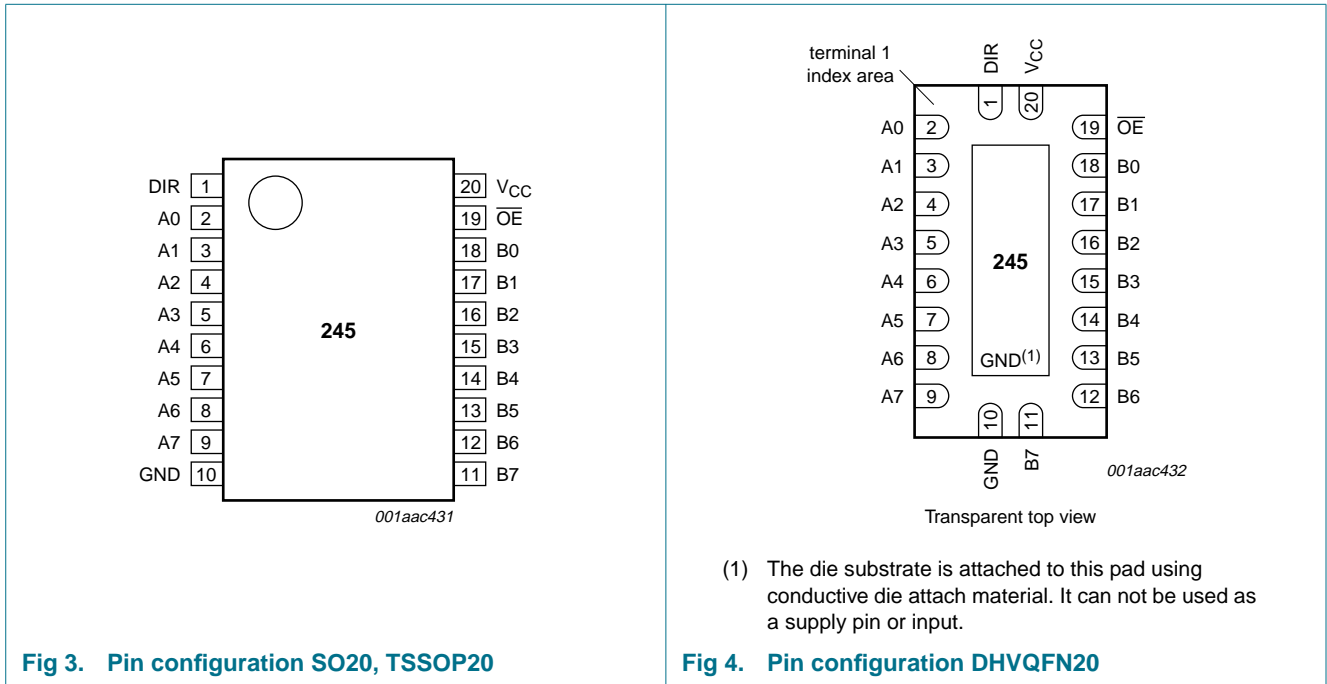 DIR 1
A0 2
A1 3
A2 4
A3 5
A4 6
A5 7
A6 8
A7 9
GND 10
245
20 VCC
19 OE
18 B0
17 B1
16 B2
15 B3
14 B4
13 B5
12 B6
11 B7
001aac431
Fig 3. Pin configuration SO20, TSSOP20
terminal 1
index area
DIR
VCC
1
20
A0 2
A1 3
A2 4
A3 5
A4 6
A5 7
A6 8
A7 9
245
GND(1)
19 OE
18 B0
17 B1
16 B2
15 B3
14 B4
13 B5
12 B6
10
11
GND
B7
001aac432
Transparent top view
(1) The die substrate is attached to this pad using
conductive die attach material. It can not be used as
a supply pin or input.
Fig 4. Pin configuration DHVQFN20